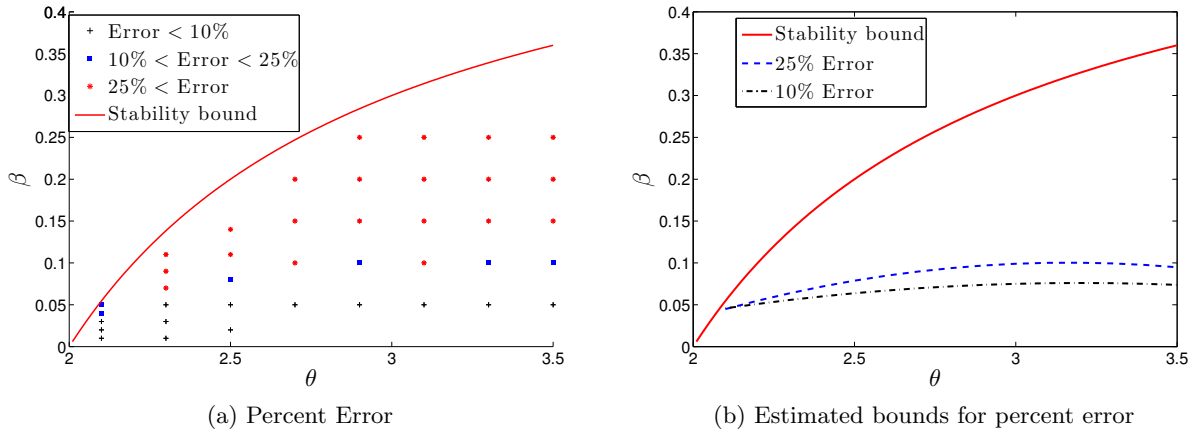 Error < 10%
10% < Error < 25%
25% < Error
Stability bound
0.4
0.35
0.3
0.25
0.2
0.15
0.1
0.05
0
β
2
2.5
3
3.5
θ
(a) Percent Error
Stability bound
25% Error
10% Error
0.4
0.35
0.3
0.25
0.2
0.15
0.1
0.05
0
β
2
2.5
3
3.5
θ
(b) Estimated bounds for percent error